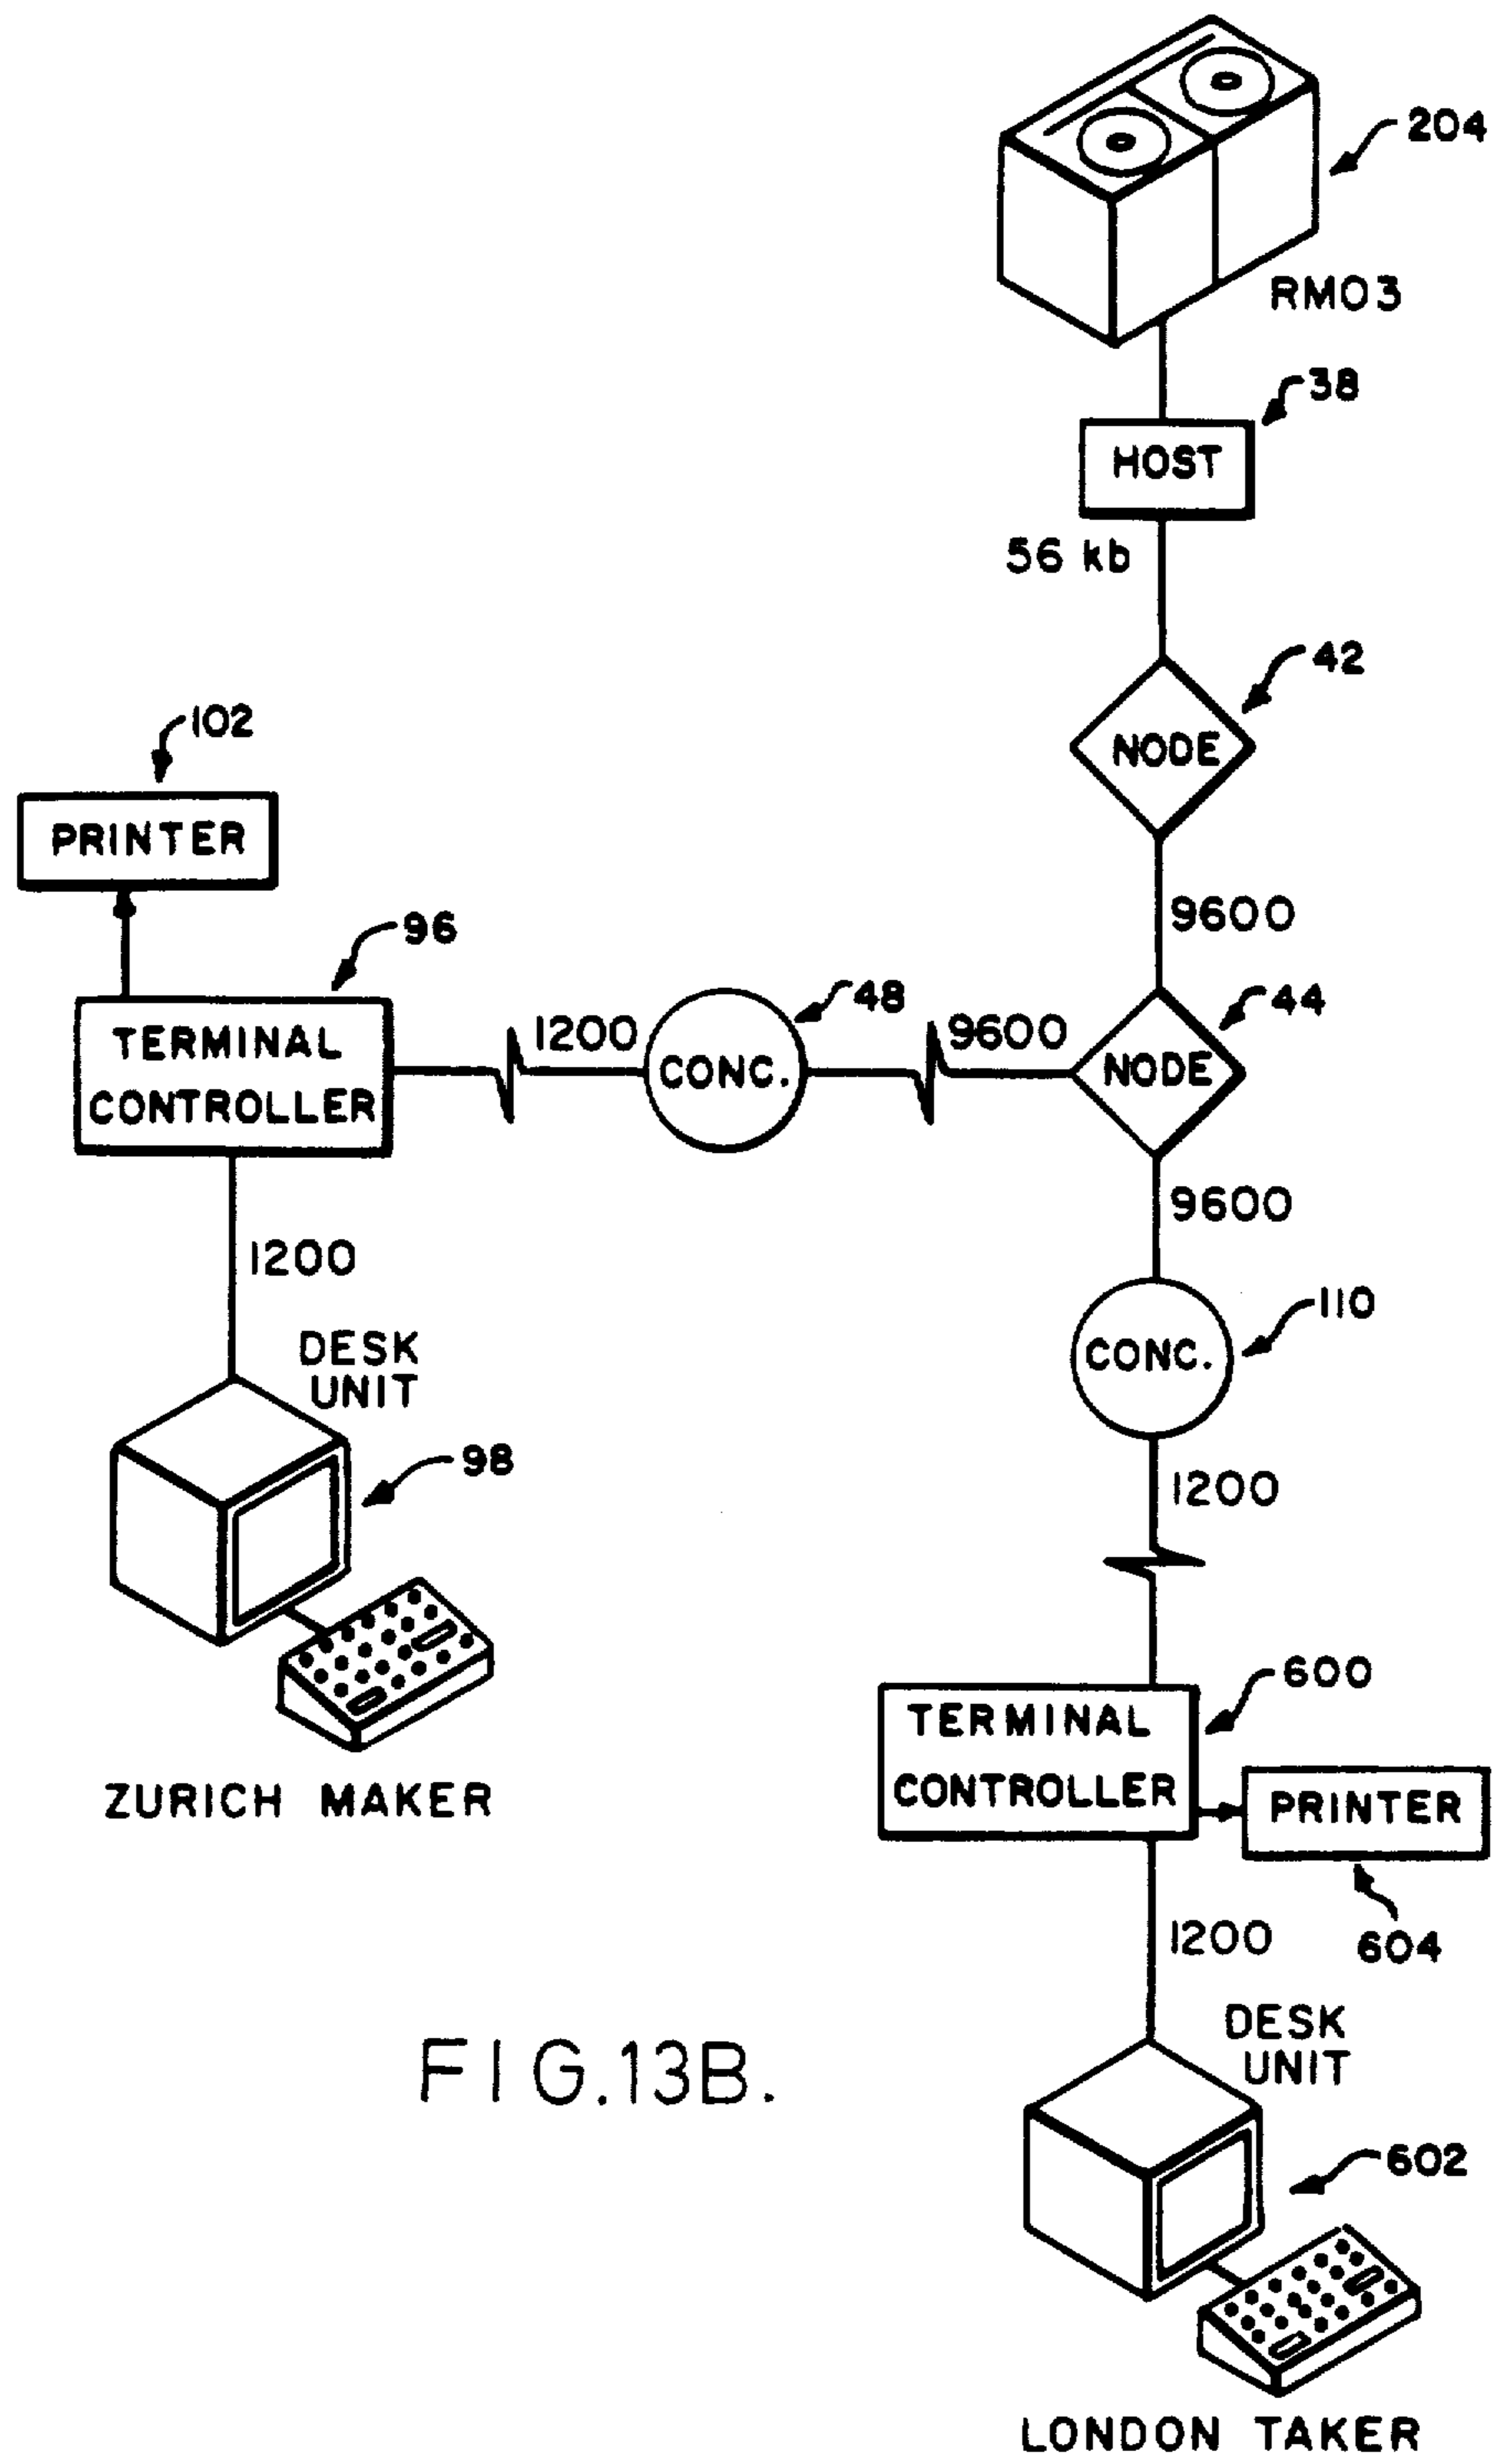 204
RM03
38
HOST
56 kb
42
NODE
102
PRINTER
9600
96
48
44
TERMINAL
CONTROLLER
1200
CONC.
9600
NODE
9600
1200
110
CONC.
DESK
UNIT
98
1200
ZURICH MAKER
600
TERMINAL
CONTROLLER
PRINTER
604
1200
DESK
UNIT
602
FIG.13B.
LONDON TAKER